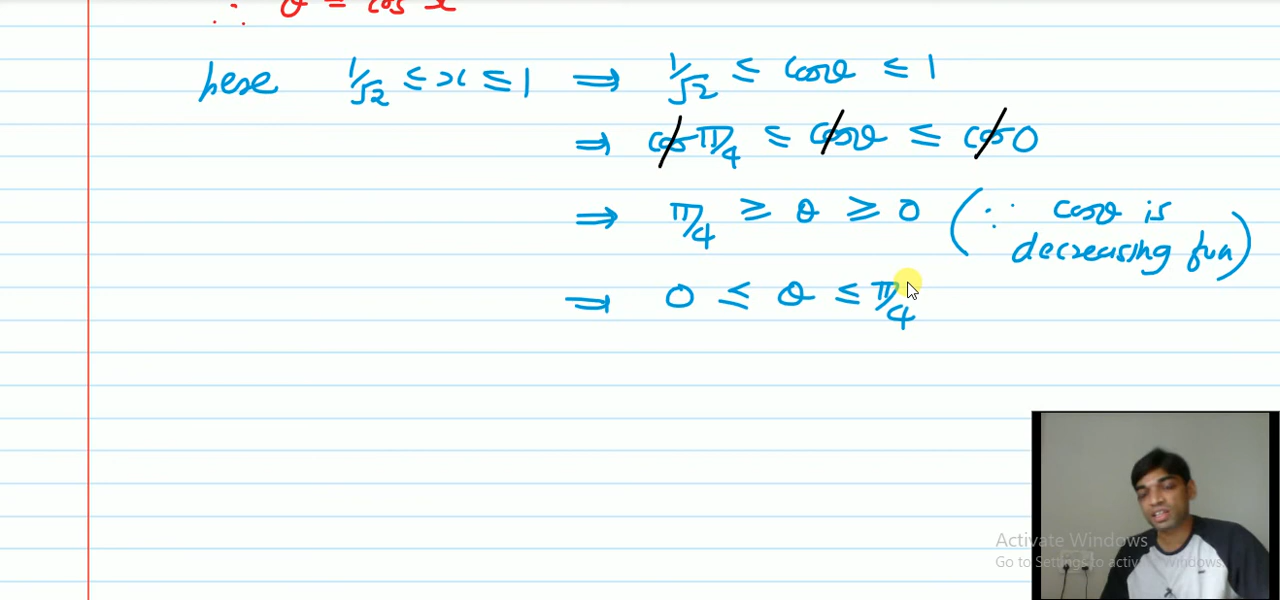 ∴ θ = cos x
here 1/√2 ≤ x ≤ 1 ⇒ 1/√2 ≤ cosθ ≤ 1
⇒ cos π/4 ≤ cosθ ≤ cos 0
⇒ π/4 ≥ θ ≥ 0 (∵ cosθ is
decreasing fun)
⇒ 0 ≤ θ ≤ π/4
Activate Windows
Go to Settings to activate Windows.